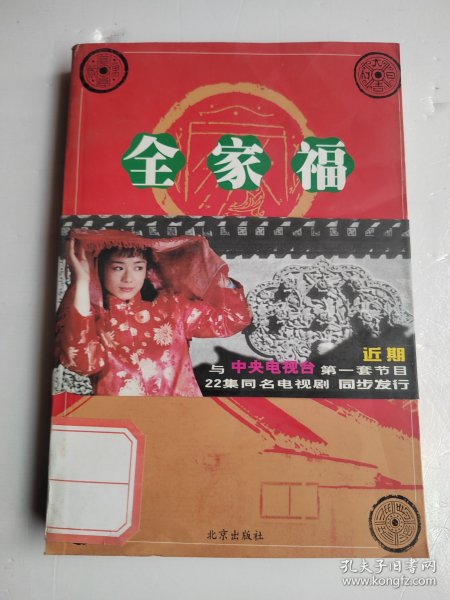 全家福
近期
与 中央电视台 第一套节目
22集同名电视剧 同步发行
北京出版社
孔夫子旧书网
www.kongfz.com